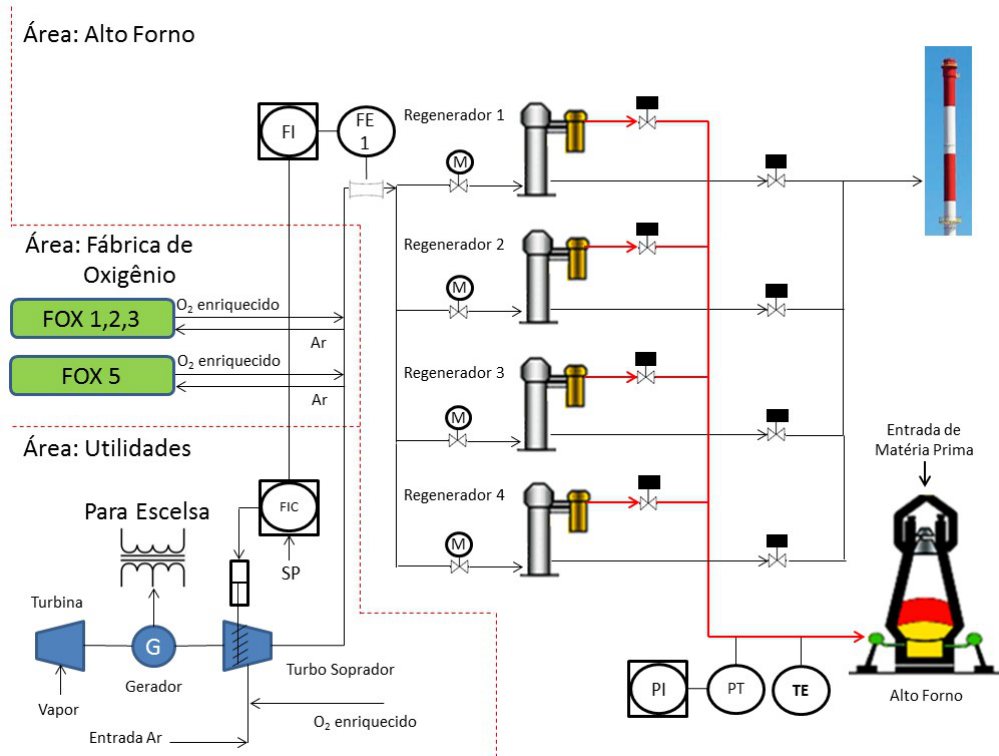 Área: Alto Forno
FI
FE
1
Regenerador 1
M
Regenerador 2
M
Regenerador 3
M
Regenerador 4
M
Área: Fábrica de
Oxigênio
O₂ enriquecido
FOX 1,2,3
Ar
O₂ enriquecido
FOX 5
Ar
Área: Utilidades
FIC
Para Escelsa
SP
Turbina
G
Gerador
Turbo Soprador
Vapor
O₂ enriquecido
Entrada Ar
Entrada de
Matéria Prima
PI
PT
TE
Alto Forno